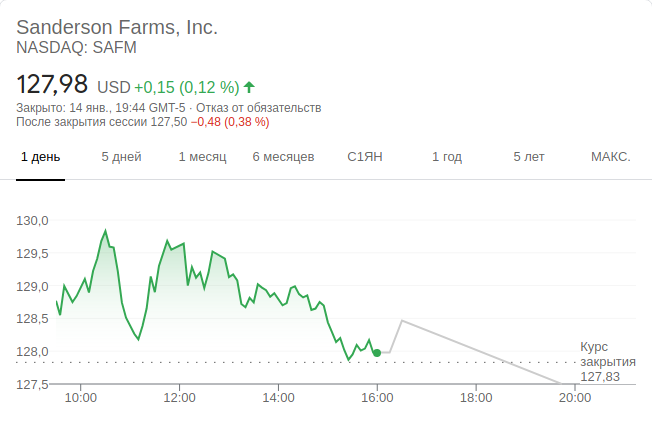 Sanderson Farms, Inc.
NASDAQ: SAFM
127,98 USD +0,15 (0,12 %)
Закрыто: 14 янв., 19:44 GMT-5 · Отказ от обязательств
После закрытия сессии 127,50 −0,48 (0,38 %)
1 день 5 дней 1 месяц 6 месяцев С1ЯН 1 год 5 лет МАКС.
130,0
129,5
129,0
128,5
128,0
127,5
Курс
закрытия
127,83
10:00 12:00 14:00 16:00 18:00 20:00